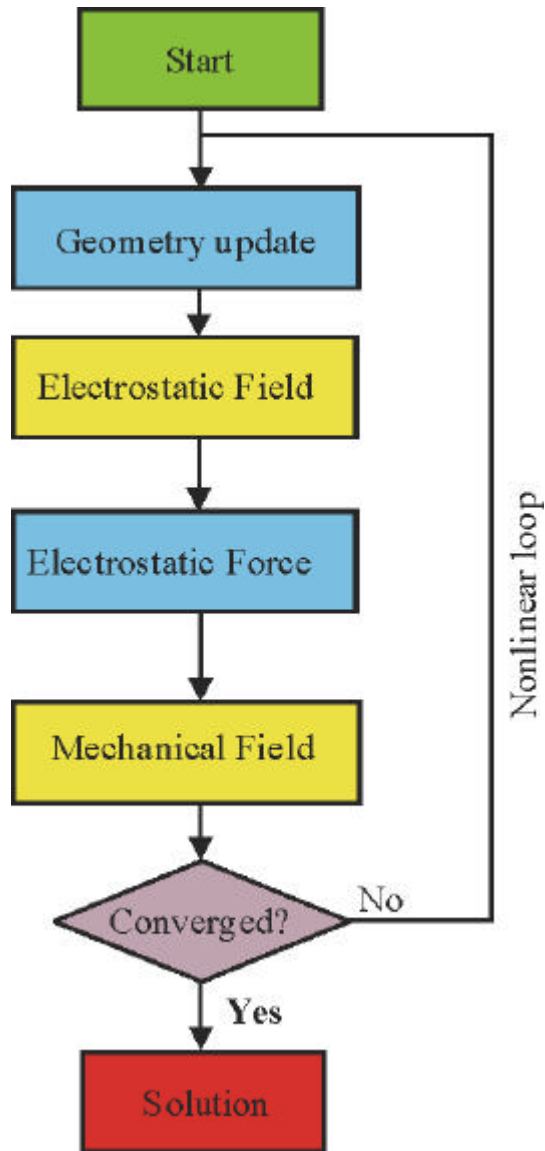 Start
Geometry update
Electrostatic Field
Electrostatic Force
Nonlinear loop
Mechanical Field
Converged?
No
Yes
Solution